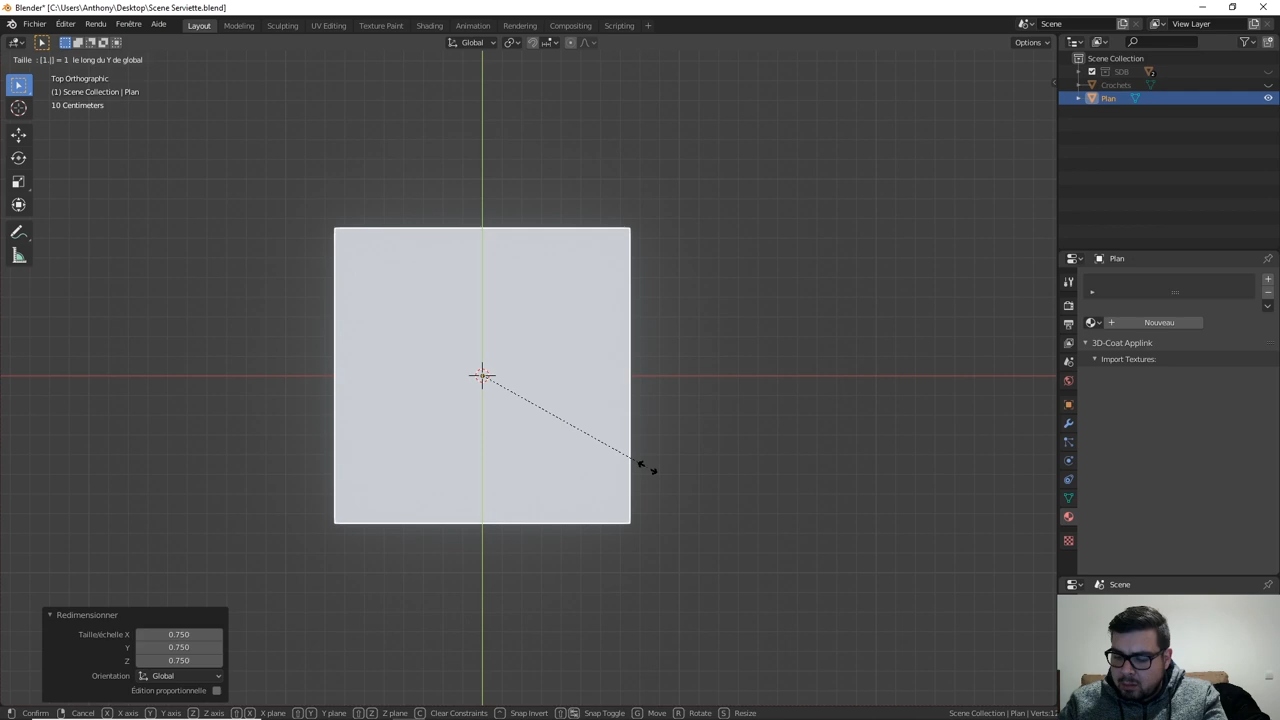 Blender* [C:\Users\Anthony\Desktop\Scene Serviette.blend]
Fichier Éditer Rendu Fenêtre Aide Layout Modeling Sculpting UV Editing Texture Paint Shading Animation Rendering Compositing Scripting + Scene View Layer
Global Options
Taille : [1.|] = 1 le long du Y de global
Top Orthographic
(1) Scene Collection | Plan
10 Centimeters
Scene Collection
SDB 2
Crochets
Plan
Plan
Nouveau
3D-Coat Applink
Import Textures:
Scene
Redimensionner
Taille/échelle X 0.750
Y 0.750
Z 0.750
Orientation Global
Édition proportionnelle
Confirm Cancel X X axis Y Y axis Z Z axis X X plane Y Y plane Z Z plane C Clear Constraints Snap Invert Snap Toggle G Move R Rotate S Resize Scene Collection | Plan | Verts:12